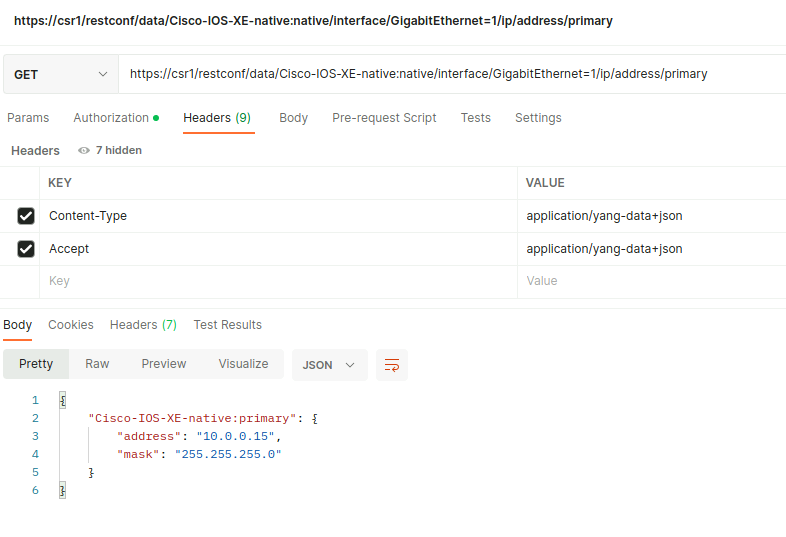 https://csr1/restconf/data/Cisco-IOS-XE-native:native/interface/GigabitEthernet=1/ip/address/primary
GET https://csr1/restconf/data/Cisco-IOS-XE-native:native/interface/GigabitEthernet=1/ip/address/primary
Params Authorization Headers (9) Body Pre-request Script Tests Settings
Headers 7 hidden
KEY VALUE
Content-Type application/yang-data+json
Accept application/yang-data+json
Key Value
Body Cookies Headers (7) Test Results
Pretty Raw Preview Visualize JSON
1 {
2 "Cisco-IOS-XE-native:primary": {
3 "address": "10.0.0.15",
4 "mask": "255.255.255.0"
5 }
6 }